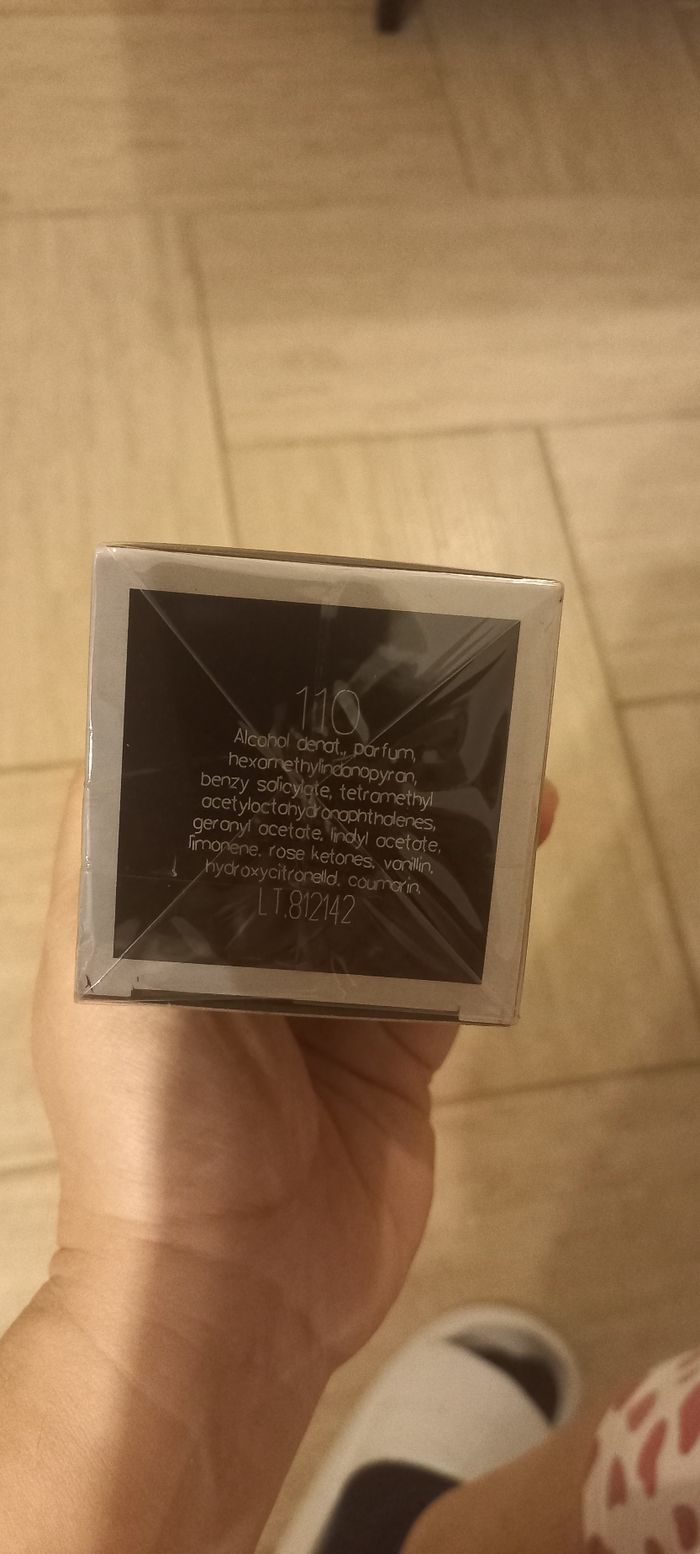 110
Alcohol denat., parfum,
hexamethylindanopyran,
benzy salicylate, tetramethyl
acetyloctahydronaphthalenes,
geranyl acetate, linalyl acetate,
limonene, rose ketones, vanillin,
hydroxycitronellal, coumarin.
LT.812142